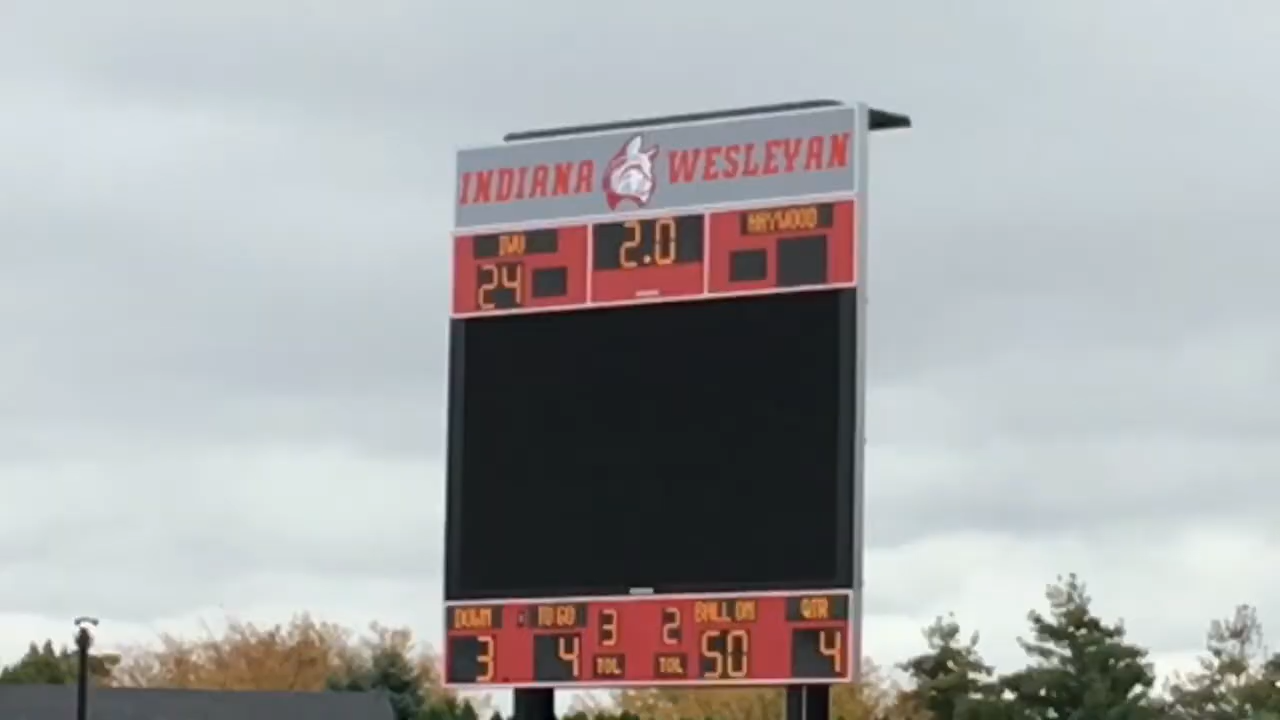 INDIANA WESLEYAN
IWU 2.0 HAYWOOD
24
DOWN TO GO 3 2 BALL ON QTR
3 4 TOL TOL 50 4